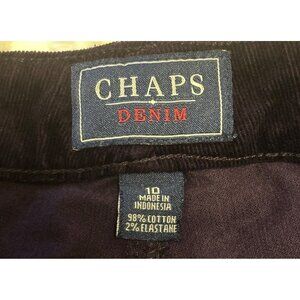 CHAPS
DENIM
10
MADE IN
INDONESIA
98% COTTON
2% ELASTANE